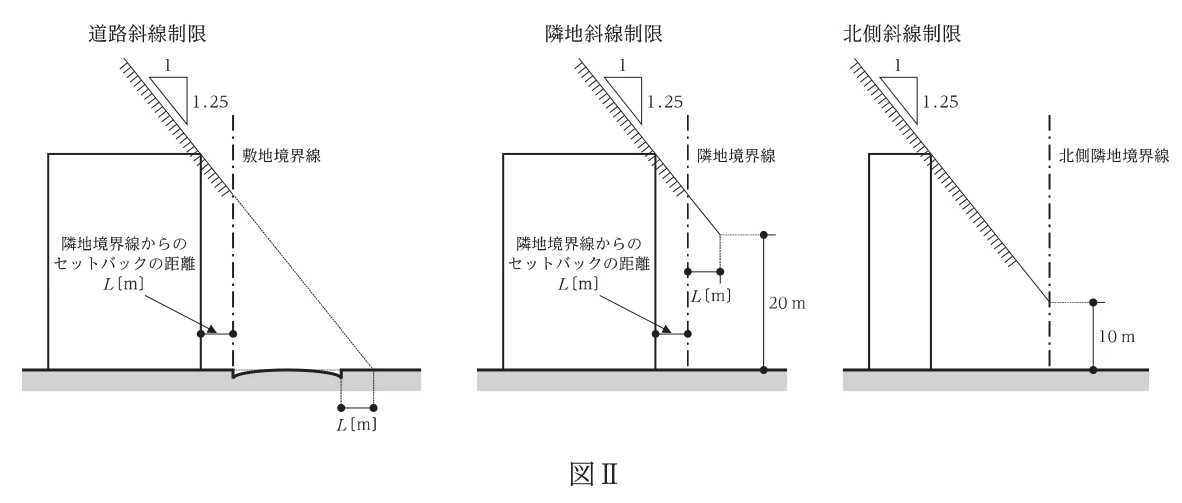 道路斜線制限
1
1.25
敷地境界線
隣地境界線からの
セットバックの距離
L〔m〕
L〔m〕
隣地斜線制限
1
1.25
隣地境界線
隣地境界線からの
セットバックの距離
L〔m〕
L〔m〕
20 m
北側斜線制限
1
1.25
北側隣地境界線
10 m
図Ⅱ